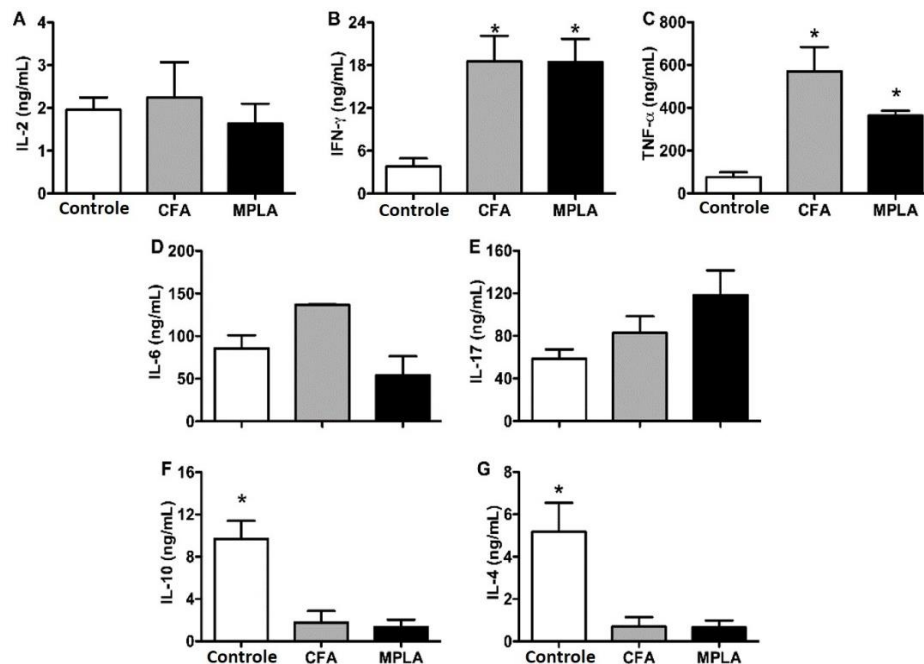 A
IL-2 (ng/mL)
4
3
2
1
0
Controle CFA MPLA
B
IFN-γ (ng/mL)
24
18
12
6
0
* *
Controle CFA MPLA
C
TNF-α (ng/mL)
800
600
400
200
0
* *
Controle CFA MPLA
D
IL-6 (ng/mL)
200
150
100
50
0
E
IL-17 (ng/mL)
160
120
80
40
0
F
IL-10 (ng/mL)
16
12
8
4
0
*
Controle CFA MPLA
G
IL-4 (ng/mL)
8
6
4
2
0
*
Controle CFA MPLA